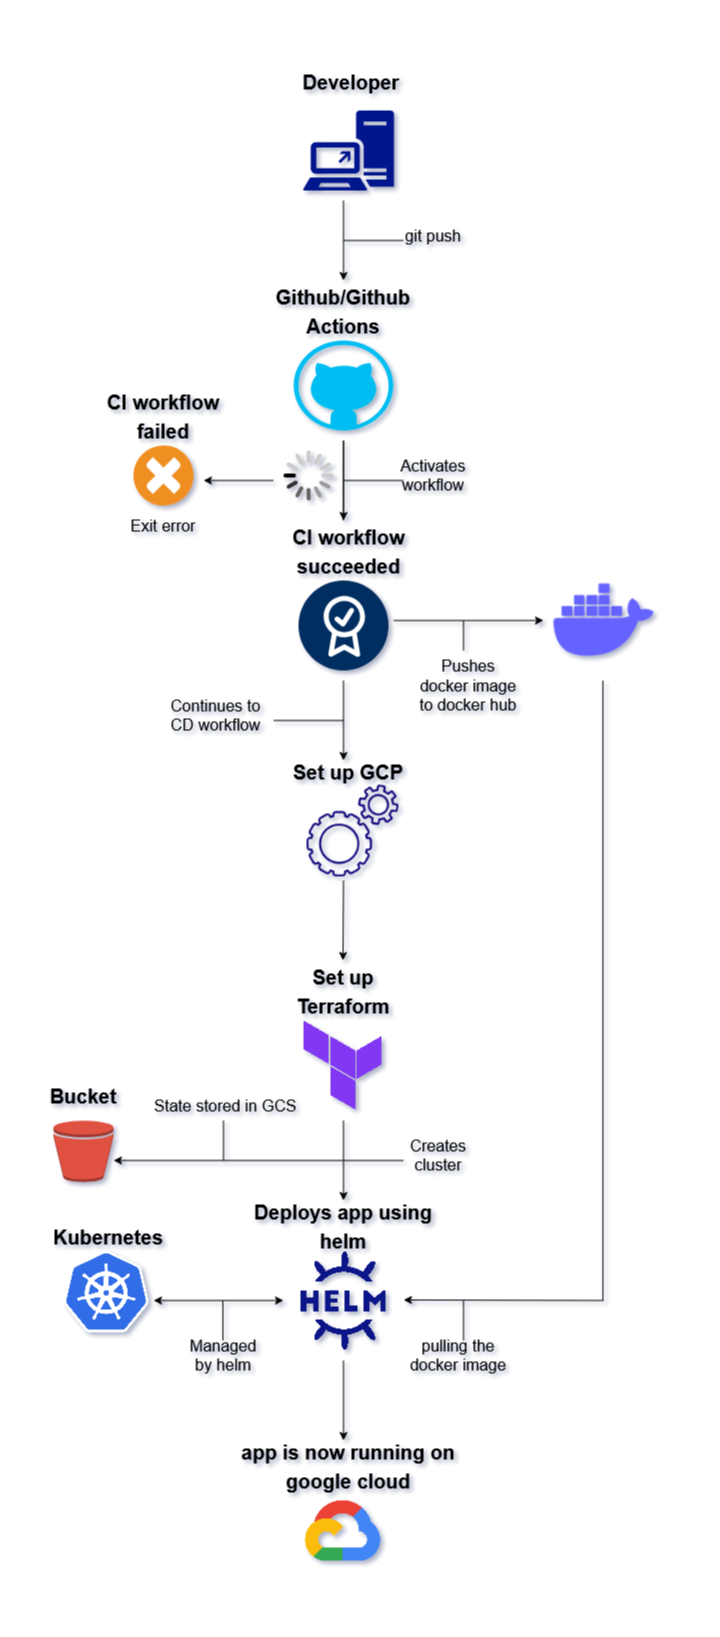 Developer
git push
Github/Github
Actions
CI workflow
failed
Exit error
Activates
workflow
CI workflow
succeeded
Pushes
docker image
to docker hub
Continues to
CD workflow
Set up GCP
Set up
Terraform
Bucket
State stored in GCS
Creates
cluster
Deploys app using
helm
Kubernetes
HELM
Managed
by helm
pulling the
docker image
app is now running on
google cloud